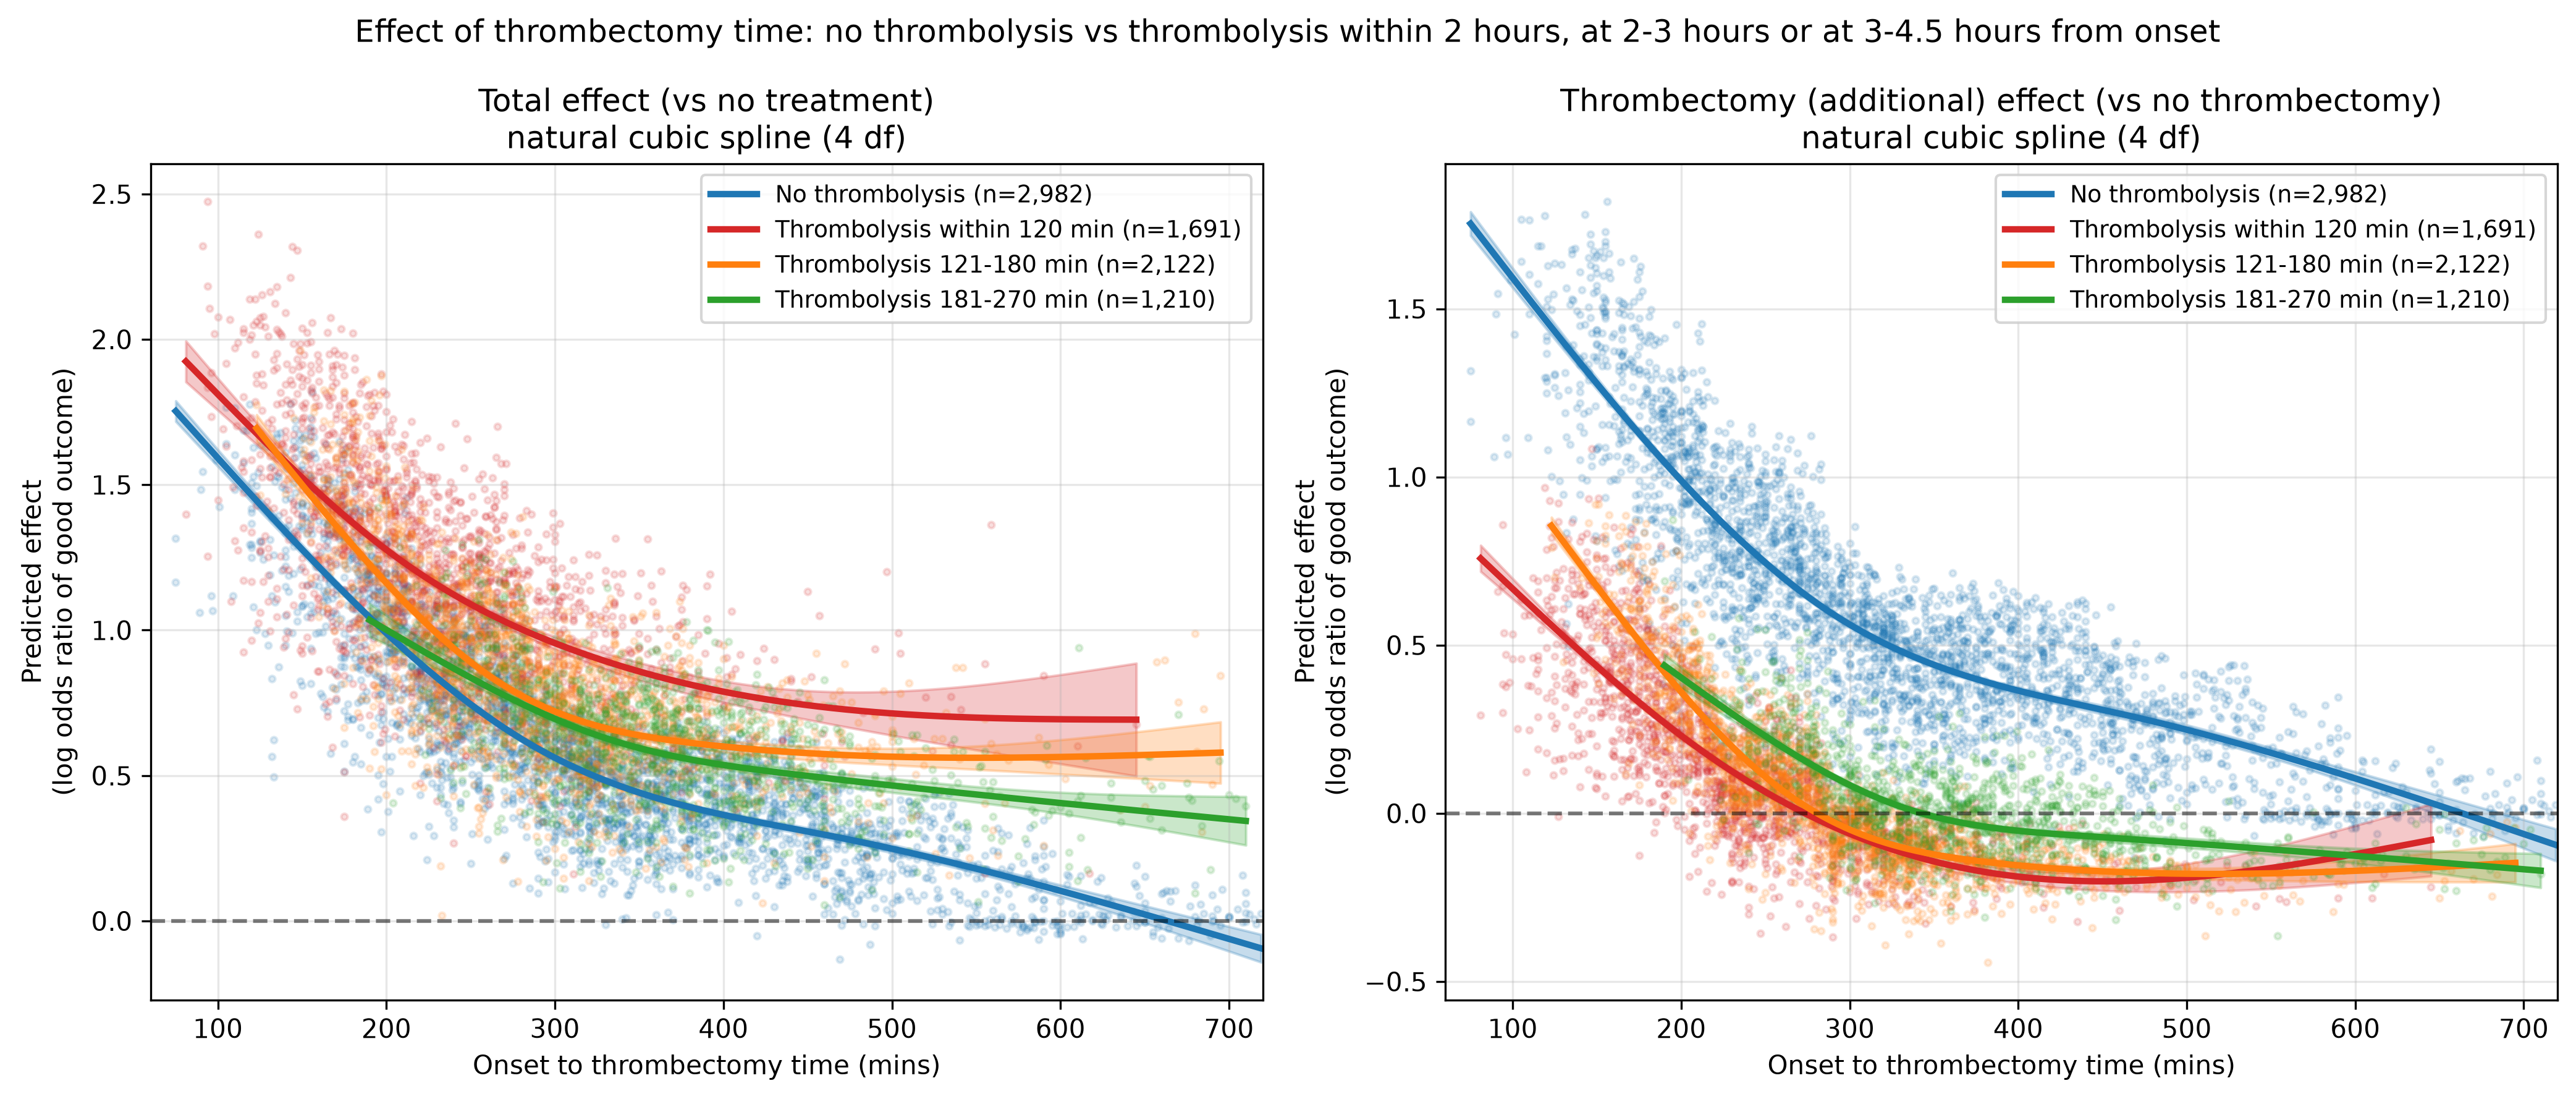 Effect of thrombectomy time: no thrombolysis vs thrombolysis within 2 hours, at 2-3 hours or at 3-4.5 hours from onset
Total effect (vs no treatment)
natural cubic spline (4 df)
No thrombolysis (n=2,982)
Thrombolysis within 120 min (n=1,691)
Thrombolysis 121-180 min (n=2,122)
Thrombolysis 181-270 min (n=1,210)
Predicted effect
(log odds ratio of good outcome)
2.5
2.0
1.5
1.0
0.5
0.0
100 200 300 400 500 600 700
Onset to thrombectomy time (mins)
Thrombectomy (additional) effect (vs no thrombectomy)
natural cubic spline (4 df)
No thrombolysis (n=2,982)
Thrombolysis within 120 min (n=1,691)
Thrombolysis 121-180 min (n=2,122)
Thrombolysis 181-270 min (n=1,210)
Predicted effect
(log odds ratio of good outcome)
1.5
1.0
0.5
0.0
−0.5
100 200 300 400 500 600 700
Onset to thrombectomy time (mins)